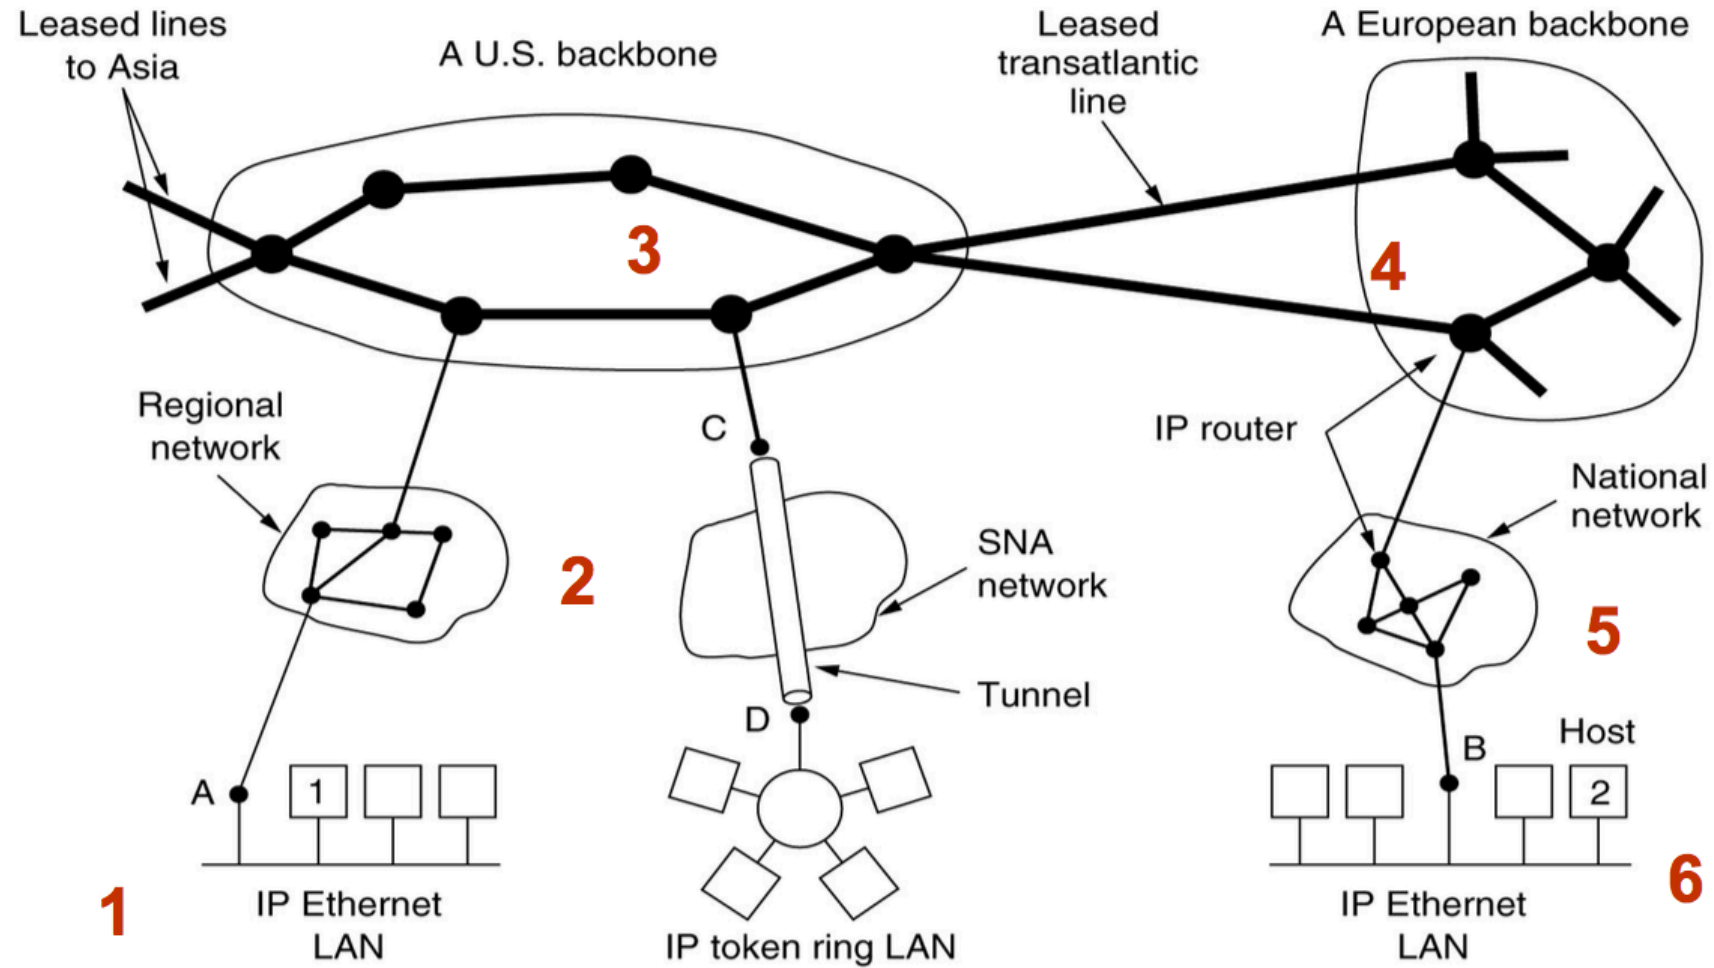 Leased lines
to Asia
A U.S. backbone
Leased
transatlantic
line
A European backbone
3
4
Regional
network
C
IP router
National
network
SNA
network
2
5
Tunnel
D
Host
B
A
1
2
1
IP Ethernet
LAN
IP token ring LAN
IP Ethernet
LAN
6